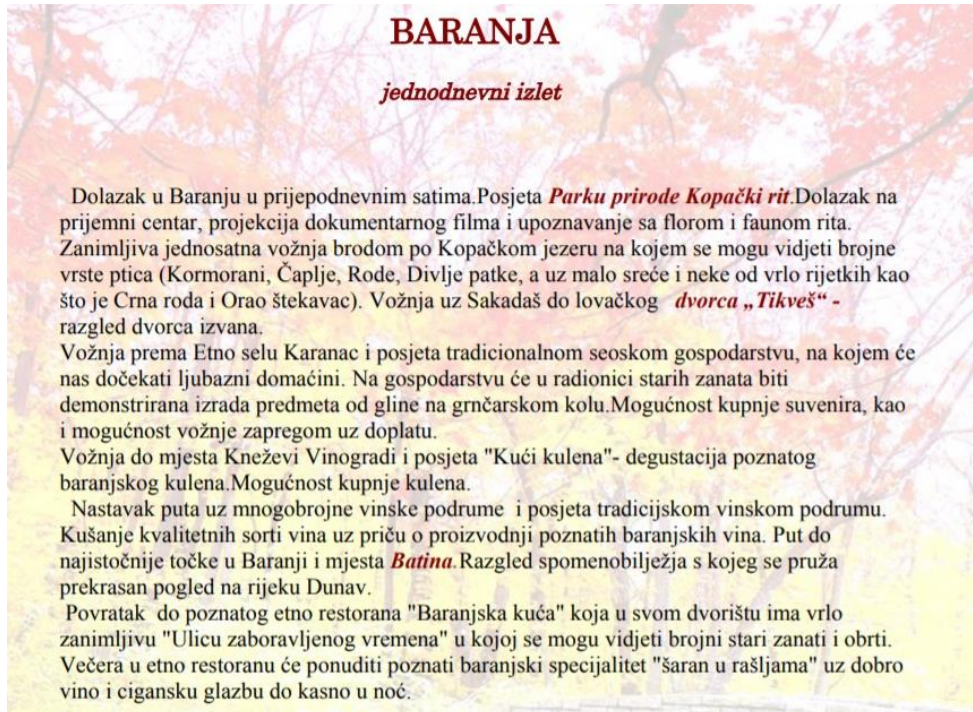 BARANJA
jednodnevni izlet
Dolazak u Baranju u prijepodnevnim satima.Posjeta Parku prirode Kopački rit.Dolazak na
prijemni centar, projekcija dokumentarnog filma i upoznavanje sa florom i faunom rita.
Zanimljiva jednosatna vožnja brodom po Kopačkom jezeru na kojem se mogu vidjeti brojne
vrste ptica (Kormorani, Čaplje, Rode, Divlje patke, a uz malo sreće i neke od vrlo rijetkih kao
što je Crna roda i Orao štekavac). Vožnja uz Sakadaš do lovačkog dvorca „Tikveš“ -
razgled dvorca izvana.
Vožnja prema Etno selu Karanac i posjeta tradicionalnom seoskom gospodarstvu, na kojem će
nas dočekati ljubazni domaćini. Na gospodarstvu će u radionici starih zanata biti
demonstrirana izrada predmeta od gline na grnčarskom kolu.Mogućnost kupnje suvenira, kao
i mogućnost vožnje zapregom uz doplatu.
Vožnja do mjesta Kneževi Vinogradi i posjeta "Kući kulena"- degustacija poznatog
baranjskog kulena.Mogućnost kupnje kulena.
Nastavak puta uz mnogobrojne vinske podrume i posjeta tradicijskom vinskom podrumu.
Kušanje kvalitetnih sorti vina uz priču o proizvodnji poznatih baranjskih vina. Put do
najistočnije točke u Baranji i mjesta Batina.Razgled spomenobilježja s kojeg se pruža
prekrasan pogled na rijeku Dunav.
Povratak do poznatog etno restorana "Baranjska kuća" koja u svom dvorištu ima vrlo
zanimljivu "Ulicu zaboravljenog vremena" u kojoj se mogu vidjeti brojni stari zanati i obrti.
Večera u etno restoranu će ponuditi poznati baranjski specijalitet "šaran u rašljama" uz dobro
vino i cigansku glazbu do kasno u noć.